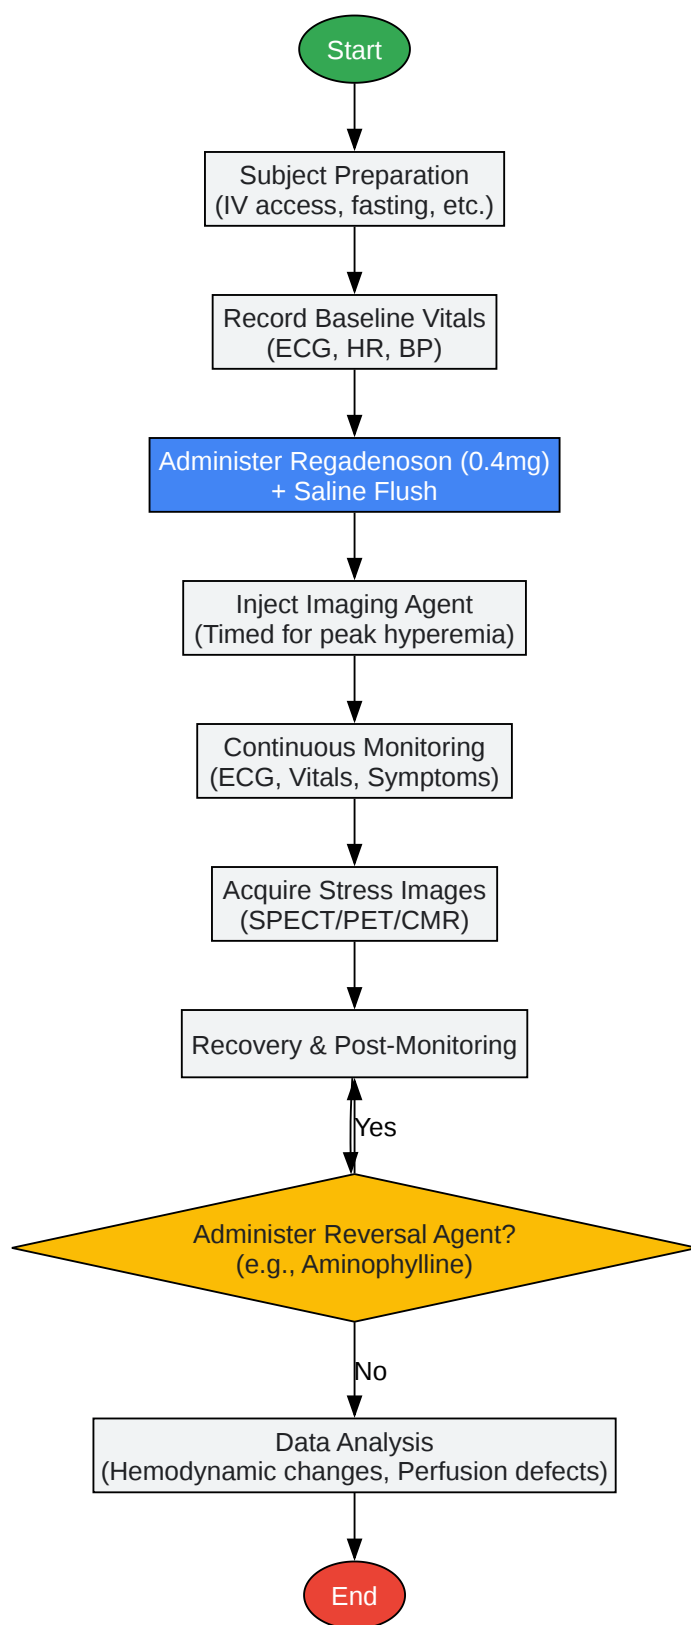 Start
Subject Preparation
(IV access, fasting, etc.)
Record Baseline Vitals
(ECG, HR, BP)
Administer Regadenoson (0.4mg)
+ Saline Flush
Inject Imaging Agent
(Timed for peak hyperemia)
Continuous Monitoring
(ECG, Vitals, Symptoms)
Acquire Stress Images
(SPECT/PET/CMR)
Recovery & Post-Monitoring
Yes
Administer Reversal Agent?
(e.g., Aminophylline)
No
Data Analysis
(Hemodynamic changes, Perfusion defects)
End